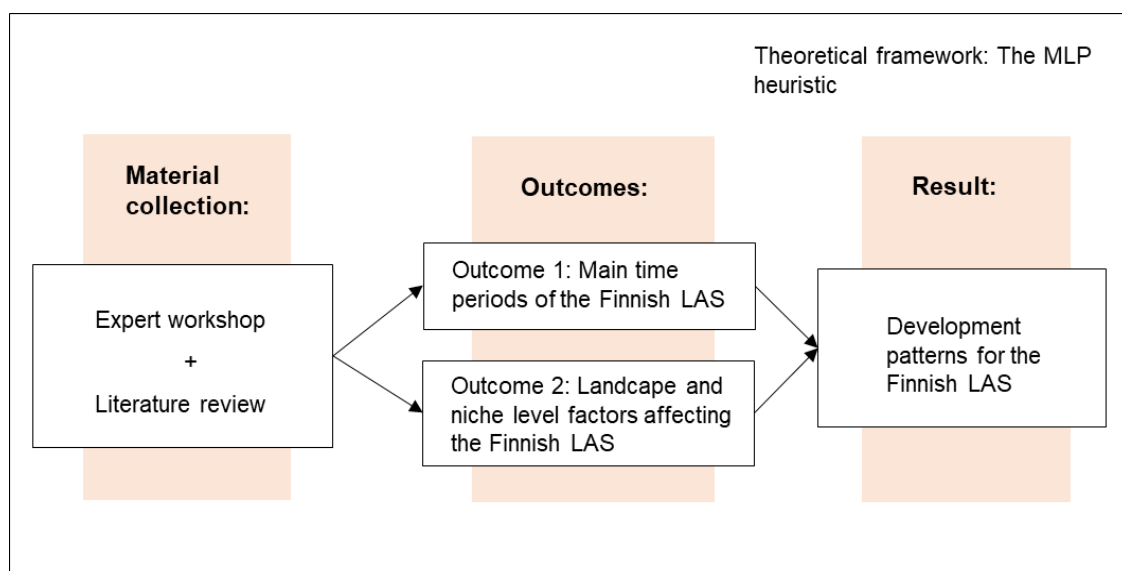 Theoretical framework: The MLP
heuristic
Material
collection:
Expert workshop
+
Literature review
Outcomes:
Outcome 1: Main time
periods of the Finnish LAS
Outcome 2: Landcape and
niche level factors affecting
the Finnish LAS
Result:
Development
patterns for the
Finnish LAS